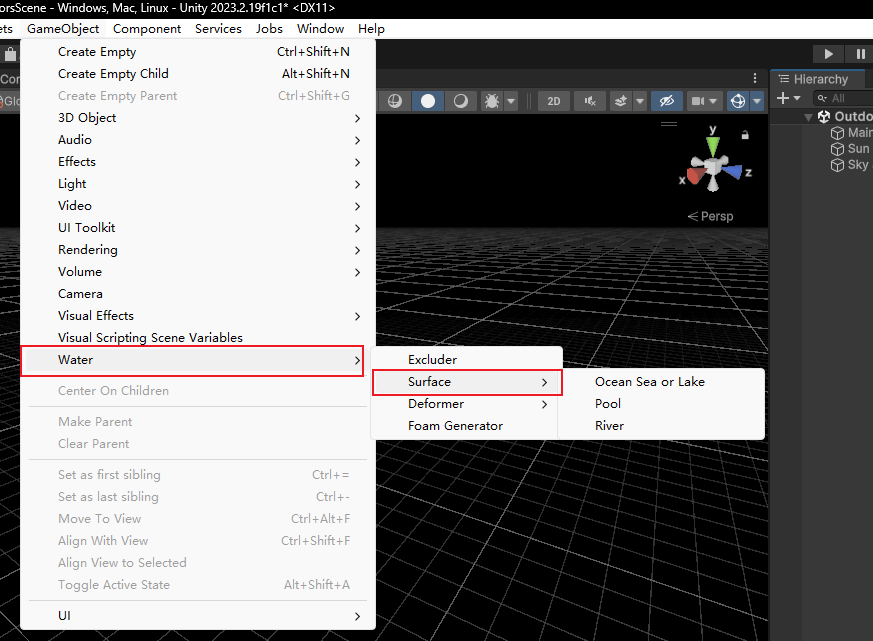 orsScene - Windows, Mac, Linux - Unity 2023.2.19f1c1* <DX11>
ets GameObject Component Services Jobs Window Help
Create Empty Ctrl+Shift+N
Create Empty Child Alt+Shift+N
Create Empty Parent Ctrl+Shift+G
3D Object
Audio
Effects
Light
Video
UI Toolkit
Rendering
Volume
Camera
Visual Effects
Visual Scripting Scene Variables
Water
Center On Children
Make Parent
Clear Parent
Set as first sibling Ctrl+=
Set as last sibling Ctrl+-
Move To View Ctrl+Alt+F
Align With View Ctrl+Shift+F
Align View to Selected
Toggle Active State Alt+Shift+A
UI
Excluder
Surface
Deformer
Foam Generator
Ocean Sea or Lake
Pool
River
Con
Glo
2D
y
x
z
Persp
Hierarchy
All
Outdo
Main
Sun
Sky